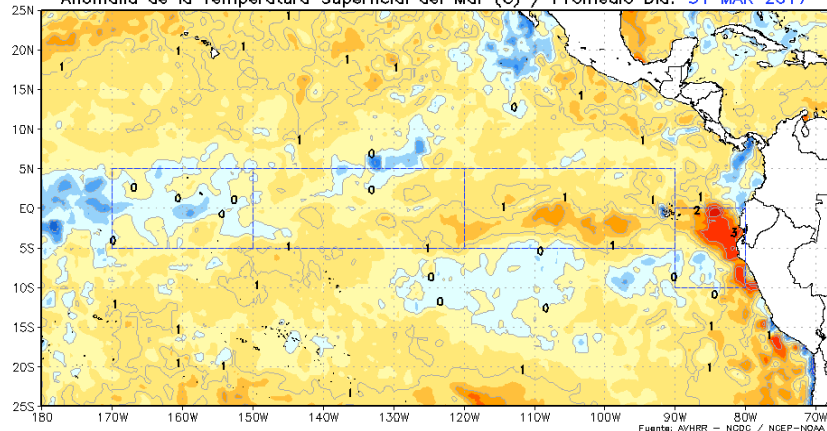 Anomalia de la Temperatura Superficial del Mar (C) / Promedio Dia: 31 MAR 2017
25N
20N
15N
10N
5N
EQ
5S
10S
15S
20S
25S
180 170W 160W 150W 140W 130W 120W 110W 100W 90W 80W 70W
Fuente: AVHRR – NCDC / NCEP–NOAA